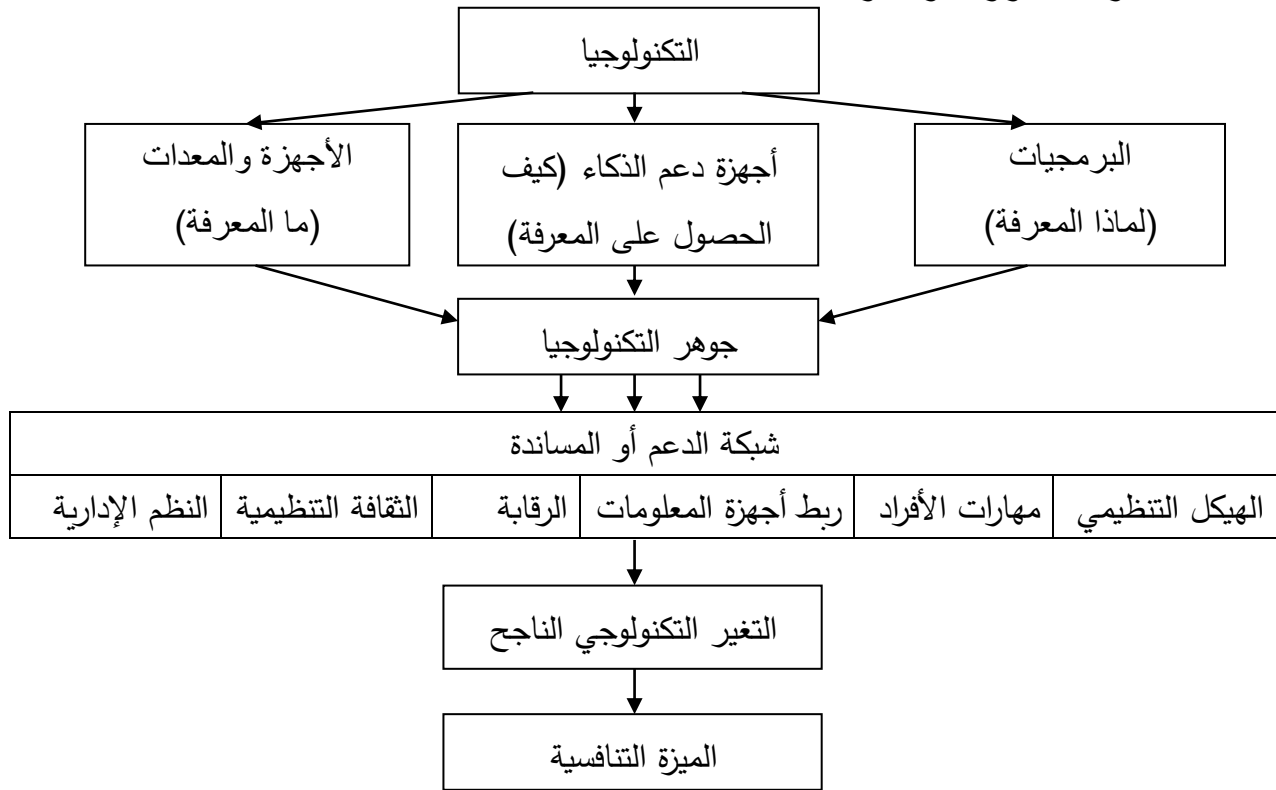 التكنولوجيا
البرمجيات
(لماذا المعرفة)
أجهزة دعم الذكاء (كيف
الحصول على المعرفة)
الأجهزة والمعدات
(ما المعرفة)
جوهر التكنولوجيا
شبكة الدعم أو المساندة
الهيكل التنظيمي مهارات الأفراد ربط أجهزة المعلومات الرقابة الثقافة التنظيمية النظم الإدارية
التغير التكنولوجي الناجح
الميزة التنافسية